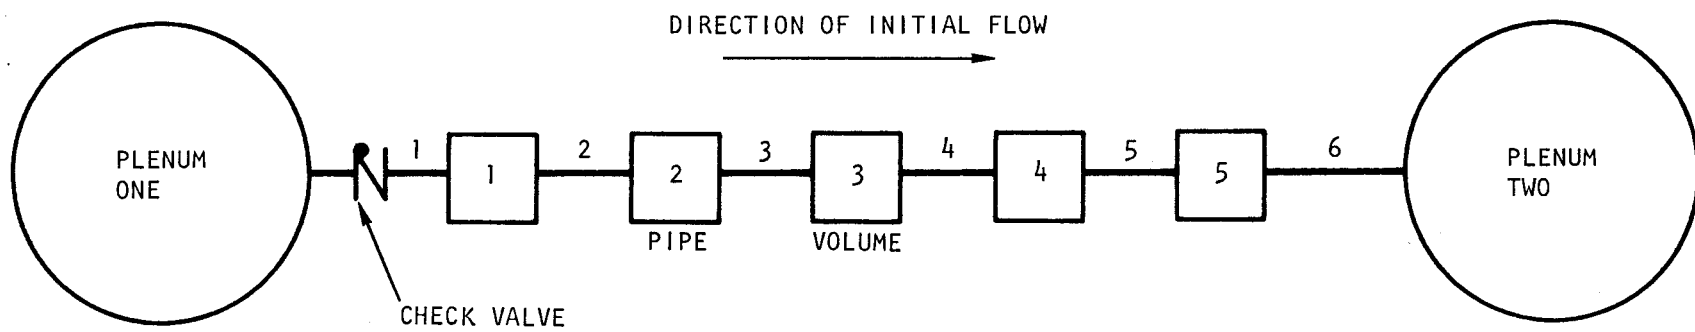 DIRECTION OF INITIAL FLOW
PLENUM
ONE
1
1
2
2
PIPE
3
3
VOLUME
4
4
5
5
6
PLENUM
TWO
CHECK VALVE